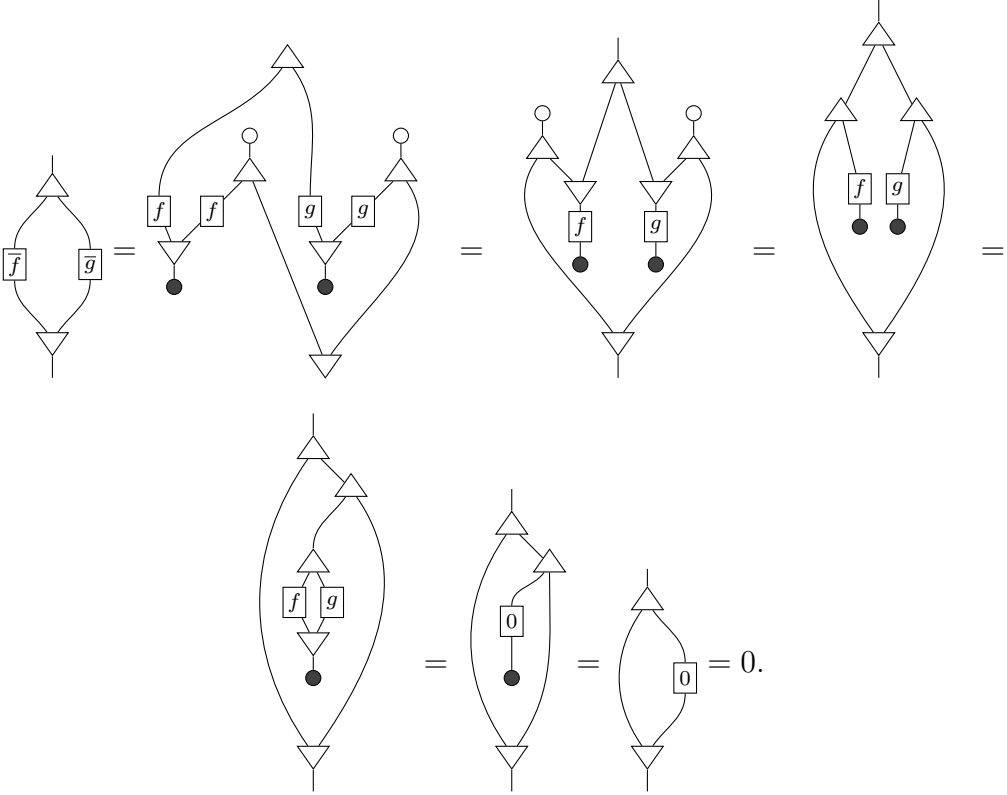 f̅ g̅ = f f g g = f g = f g =
f g = 0 = 0 = 0.